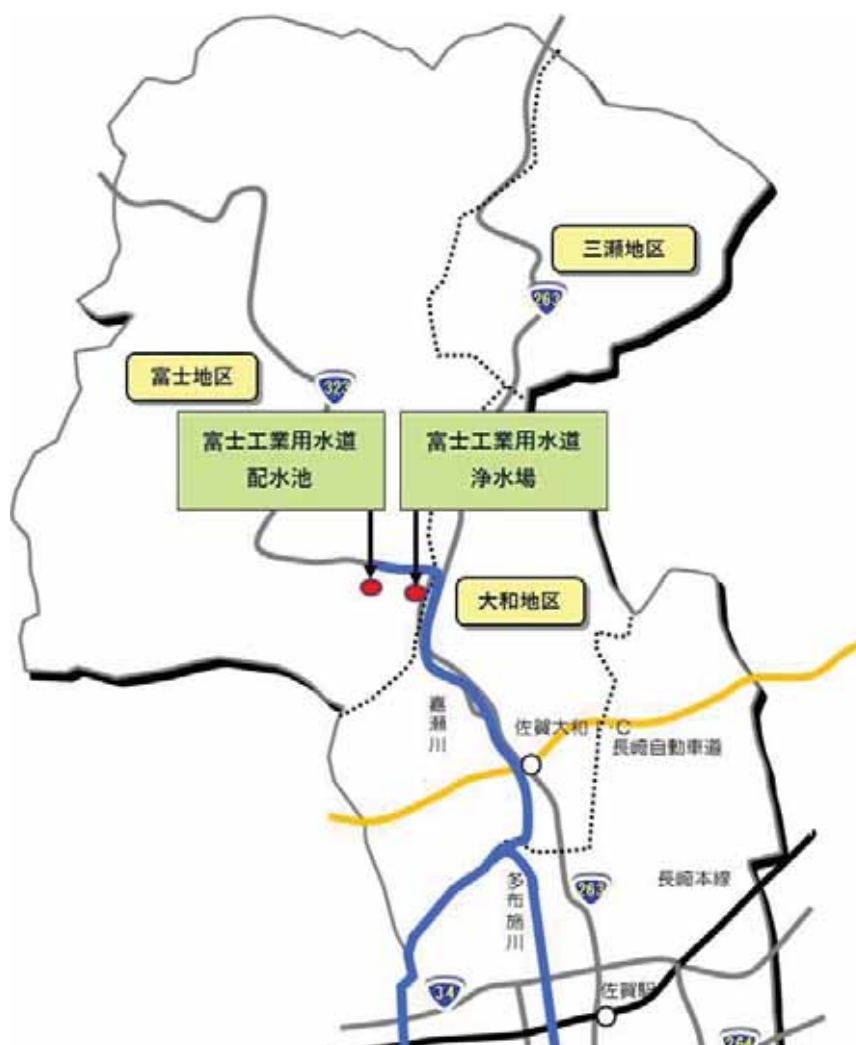 三瀬地区
263
富士地区
323
富士工業用水道
配水池
富士工業用水道
浄水場
大和地区
嘉瀬川
佐賀大和
C
長崎自動車道
多布施川
263
長崎本線
34
佐賀駅
264